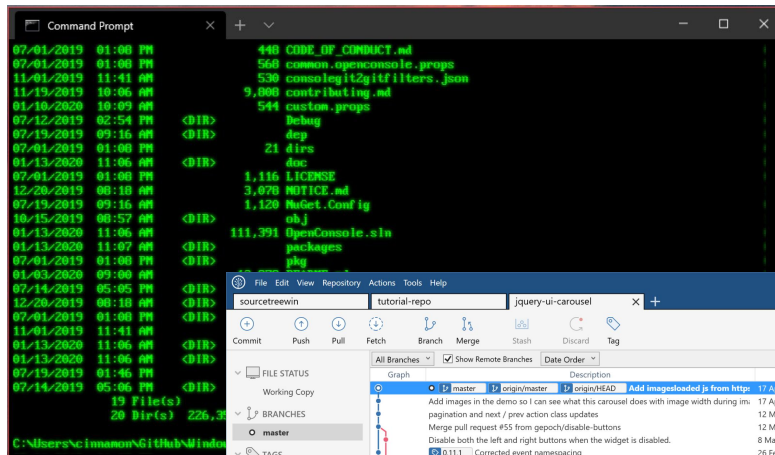 Command Prompt
07/01/2019 01:08 PM 448 CODE_OF_CONDUCT.md
07/01/2019 01:08 PM 568 common.openconsole.props
11/01/2019 11:41 AM 530 consolegit2gitfilters.json
11/19/2019 10:06 AM 9,808 contributing.md
01/10/2020 10:09 AM 544 custom.props
07/12/2019 02:54 PM <DIR> Debug
07/19/2019 09:16 AM <DIR> dep
07/01/2019 01:08 PM 21 dirs
01/13/2020 11:06 AM <DIR> doc
07/01/2019 01:08 PM 1,116 LICENSE
12/20/2019 08:18 AM 3,078 NOTICE.md
07/19/2019 09:16 AM 1,120 NuGet.Config
10/15/2019 08:57 AM <DIR> obj
01/13/2020 11:06 AM 111,391 OpenConsole.sln
01/13/2020 11:07 AM <DIR> packages
07/01/2019 01:08 PM <DIR> pkg
01/03/2020 09:00 AM
07/14/2019 05:05 PM <DIR>
12/20/2019 08:18 AM <DIR>
07/01/2019 01:08 PM <DIR>
11/01/2019 11:41 AM
01/13/2020 11:06 AM <DIR>
01/13/2020 11:06 AM <DIR>
07/19/2019 01:46 PM
07/14/2019 05:06 PM <DIR>
19 File(s)
20 Dir(s)
C:\Users\cinnamon\GitHub\
File Edit View Repository Actions Tools Help
sourcetreewin tutorial-repo jquery-ui-carousel
Commit Push Pull Fetch Branch Merge Stash Discard Tag
All Branches Show Remote Branches Date Order
FILE STATUS
Working Copy
BRANCHES
master
TAGS
Graph Description
master origin/master origin/HEAD Add imagesloaded js from 17
Add images in the demo so I can see what this carousel does with image width during 17
pagination and next / prev action class updates 12
Merge pull request #55 from gepoch/disable-buttons 12
Disable both the left and right buttons when the widget is disabled. 8
0.11.1 Corrected event namespacing 26